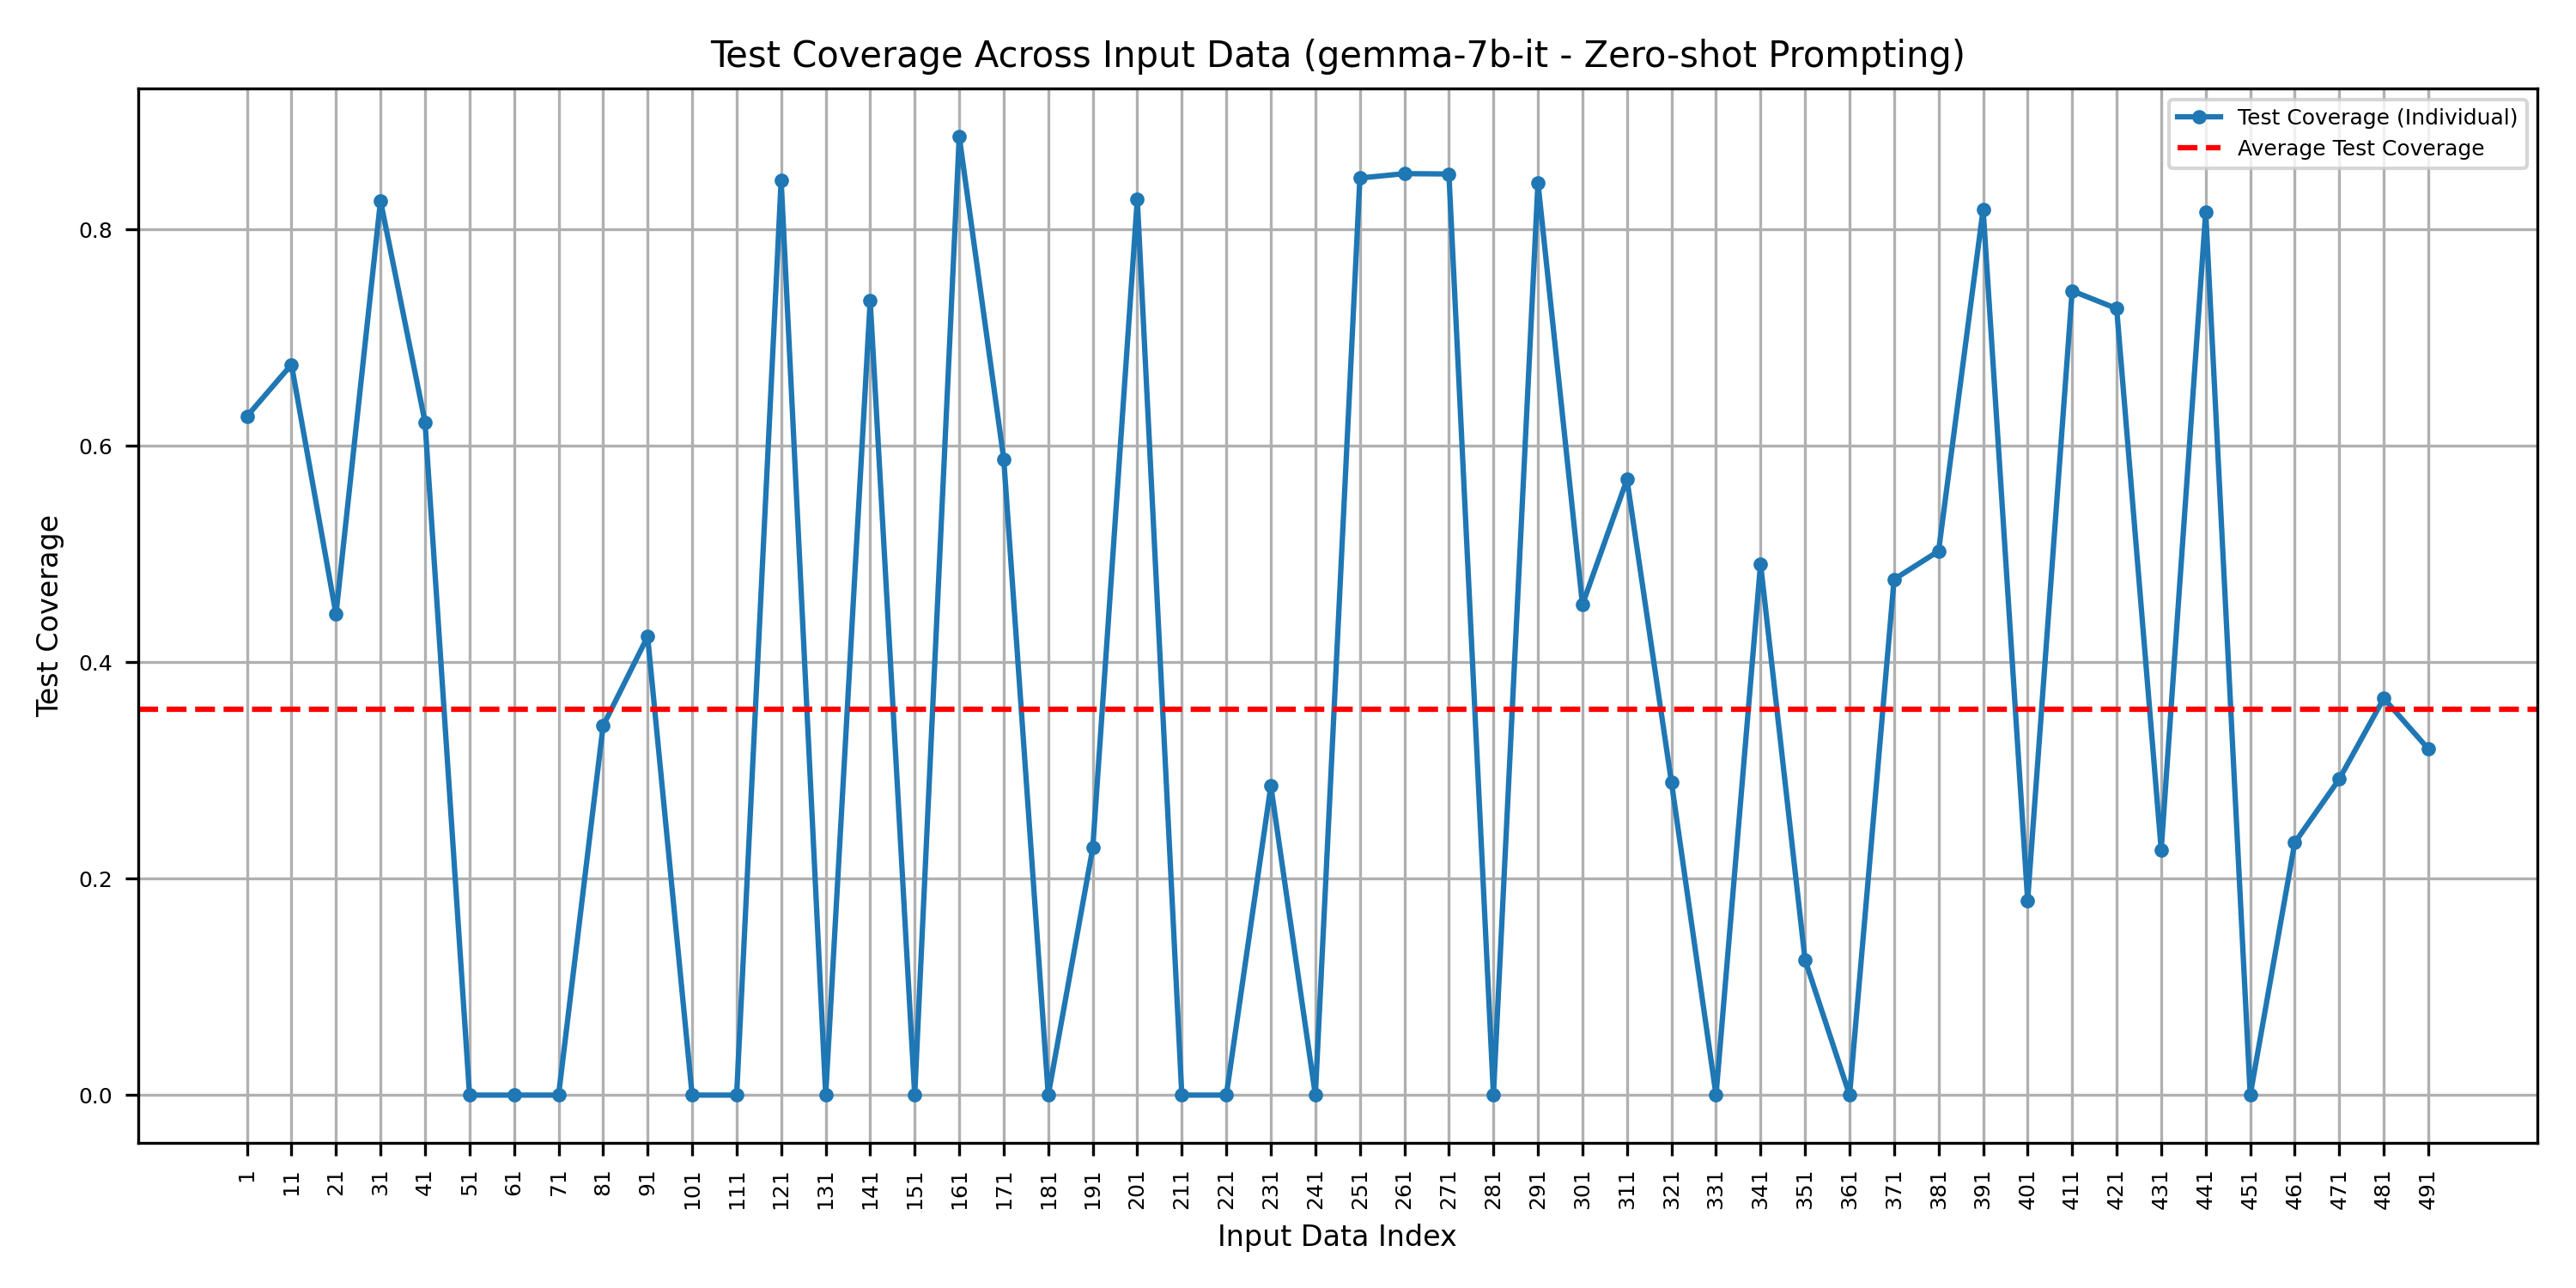 Test Coverage Across Input Data (gemma-7b-it - Zero-shot Prompting)
Test Coverage (Individual)
Average Test Coverage
Test Coverage
0.8
0.6
0.4
0.2
0.0
1 11 21 31 41 51 61 71 81 91 101 111 121 131 141 151 161 171 181 191 201 211 221 231 241 251 261 271 281 291 301 311 321 331 341 351 361 371 381 391 401 411 421 431 441 451 461 471 481 491
Input Data Index